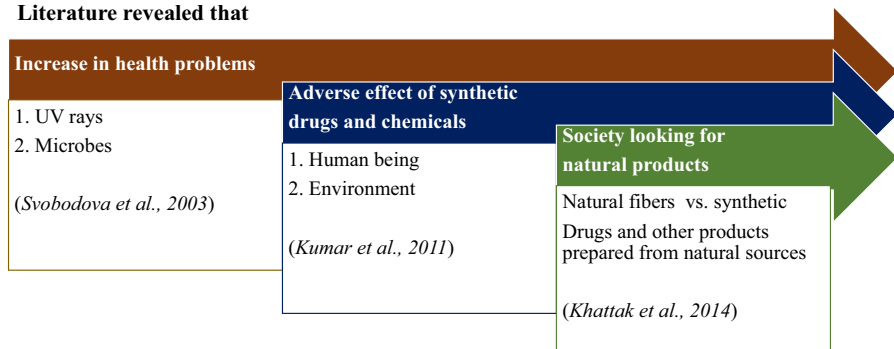 Literature revealed that
Increase in health problems
1. UV rays
2. Microbes
(Svobodova et al., 2003)
Adverse effect of synthetic
drugs and chemicals
1. Human being
2. Environment
(Kumar et al., 2011)
Society looking for
natural products
Natural fibers vs. synthetic
Drugs and other products
prepared from natural sources
(Khattak et al., 2014)